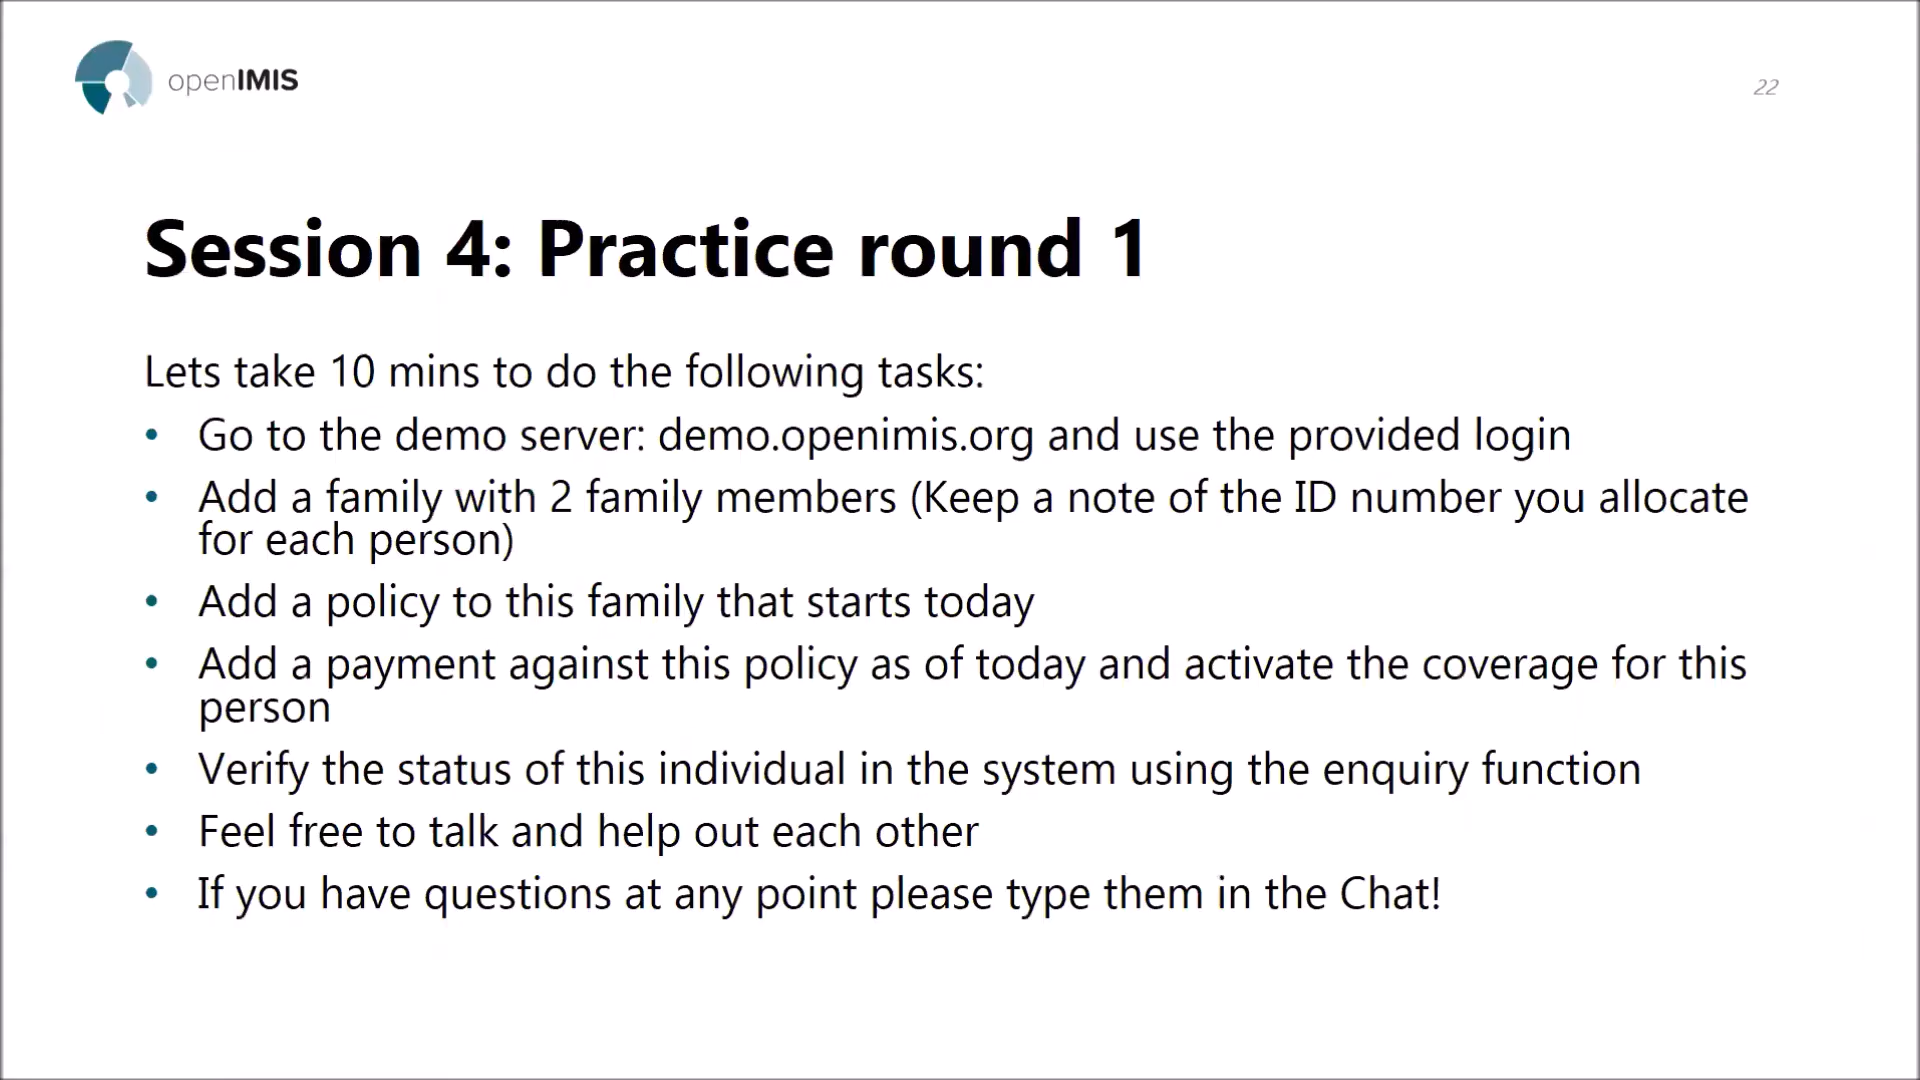 openIMIS
22
Session 4: Practice round 1
Lets take 10 mins to do the following tasks:
• Go to the demo server: demo.openimis.org and use the provided login
• Add a family with 2 family members (Keep a note of the ID number you allocate
for each person)
• Add a policy to this family that starts today
• Add a payment against this policy as of today and activate the coverage for this
person
• Verify the status of this individual in the system using the enquiry function
• Feel free to talk and help out each other
• If you have questions at any point please type them in the Chat!